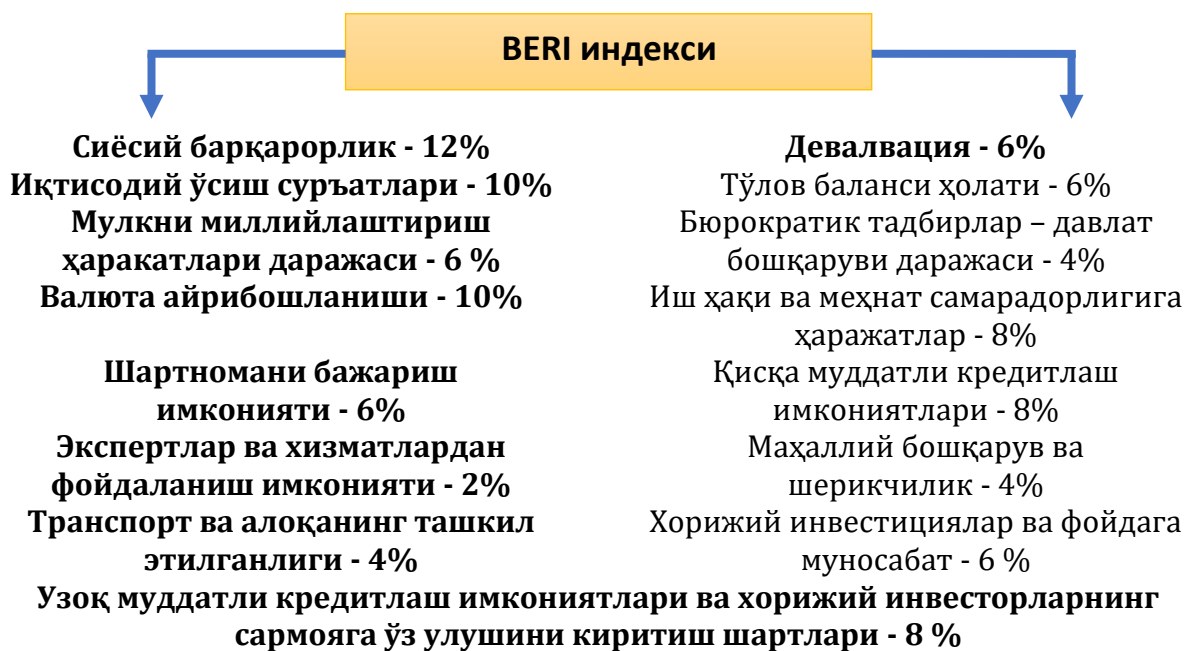 BERI индекси
Сиёсий барқарорлик - 12%
Иқтисодий ўсиш суръатлари - 10%
Мулкни миллийлаштириш
ҳаракатлари даражаси - 6 %
Валюта айрибошланиши - 10%
Шартномани бажариш
имконияти - 6%
Экспертлар ва хизматлардан
фойдаланиш имконияти - 2%
Транспорт ва алоқанинг ташкил
этилганлиги - 4%
Девалвация - 6%
Тўлов баланси ҳолати - 6%
Бюрократик тадбирлар – давлат
бошқаруви даражаси - 4%
Иш ҳақи ва меҳнат самарадорлигига
ҳаражатлар - 8%
Қисқа муддатли кредитлаш
имкониятлари - 8%
Маҳаллий бошқарув ва
шерикчилик - 4%
Хорижий инвестициялар ва фойдага
муносабат - 6 %
Узоқ муддатли кредитлаш имкониятлари ва хорижий инвесторларнинг
сармояга ўз улушини киритиш шартлари - 8 %